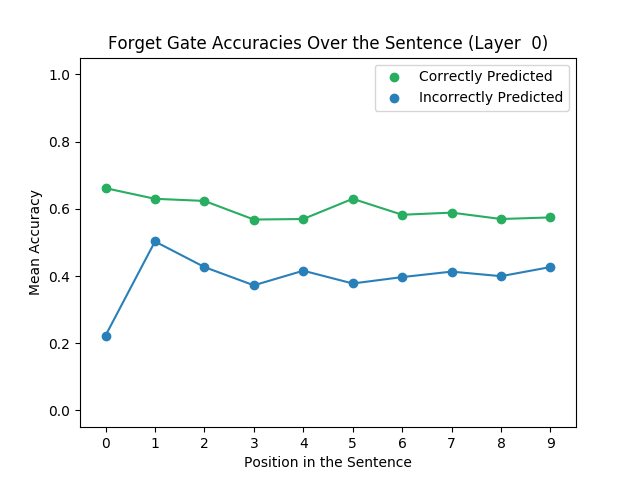 Forget Gate Accuracies Over the Sentence (Layer  0)
Correctly Predicted
Incorrectly Predicted
1.0
0.8
0.6
0.4
0.2
0.0
Mean Accuracy
0 1 2 3 4 5 6 7 8 9
Position in the Sentence